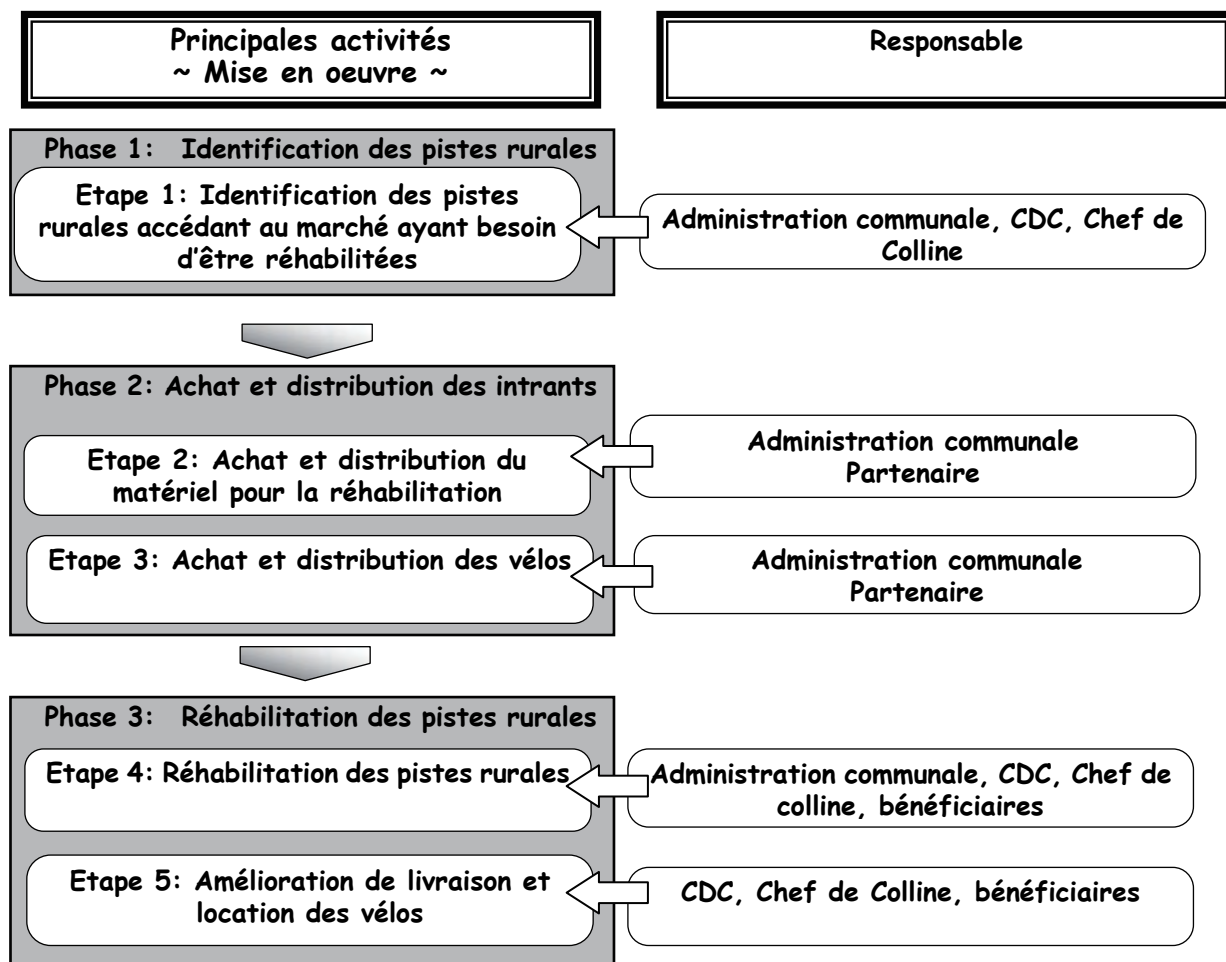 Principales activités
~ Mise en oeuvre ~
Responsable
Phase 1: Identification des pistes rurales
Etape 1: Identification des pistes
rurales accédant au marché ayant besoin
d'être réhabilitées
Administration communale, CDC, Chef de
Colline
Phase 2: Achat et distribution des intrants
Etape 2: Achat et distribution du
matériel pour la réhabilitation
Administration communale
Partenaire
Etape 3: Achat et distribution des vélos
Administration communale
Partenaire
Phase 3: Réhabilitation des pistes rurales
Etape 4: Réhabilitation des pistes rurales
Administration communale, CDC, Chef de
colline, bénéficiaires
Etape 5: Amélioration de livraison et
location des vélos
CDC, Chef de Colline, bénéficiaires